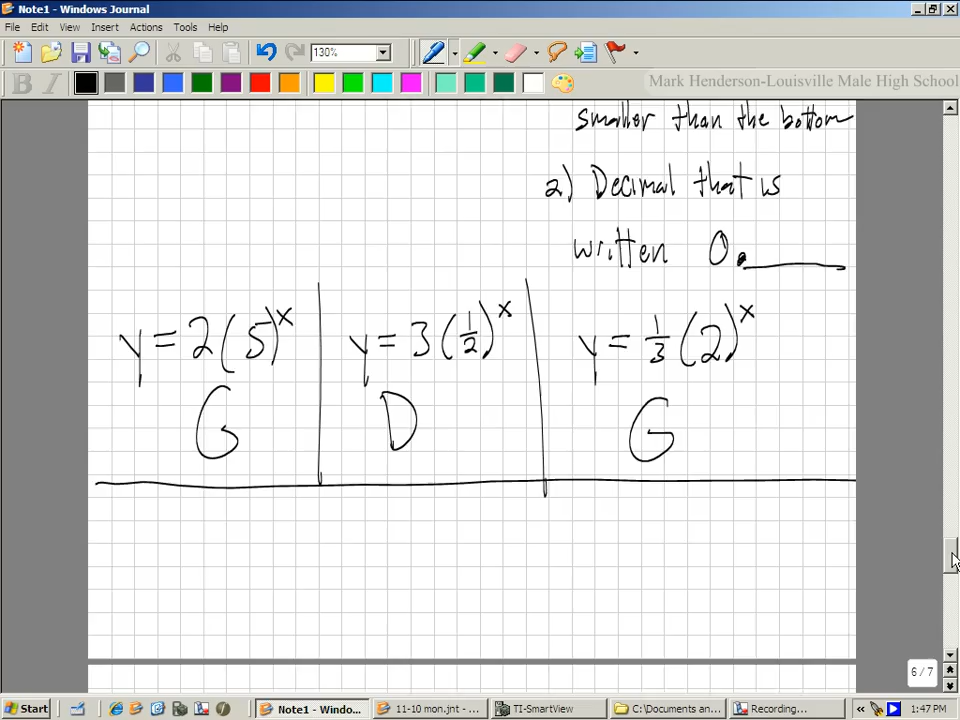 Note1 - Windows Journal
File Edit View Insert Actions Tools Help
130%
B I
Mark Henderson-Louisville Male High School
smaller than the bottom
2) Decimal that is
written 0.____
y = 2(5)^x
y = 3(1/2)^x
y = 1/3 (2)^x
G
D
G
6 / 7
Start
Note1 - Windo...
11-10 mon.jnt - ...
TI-SmartView
C:\Documents an...
Recording...
«
1:47 PM